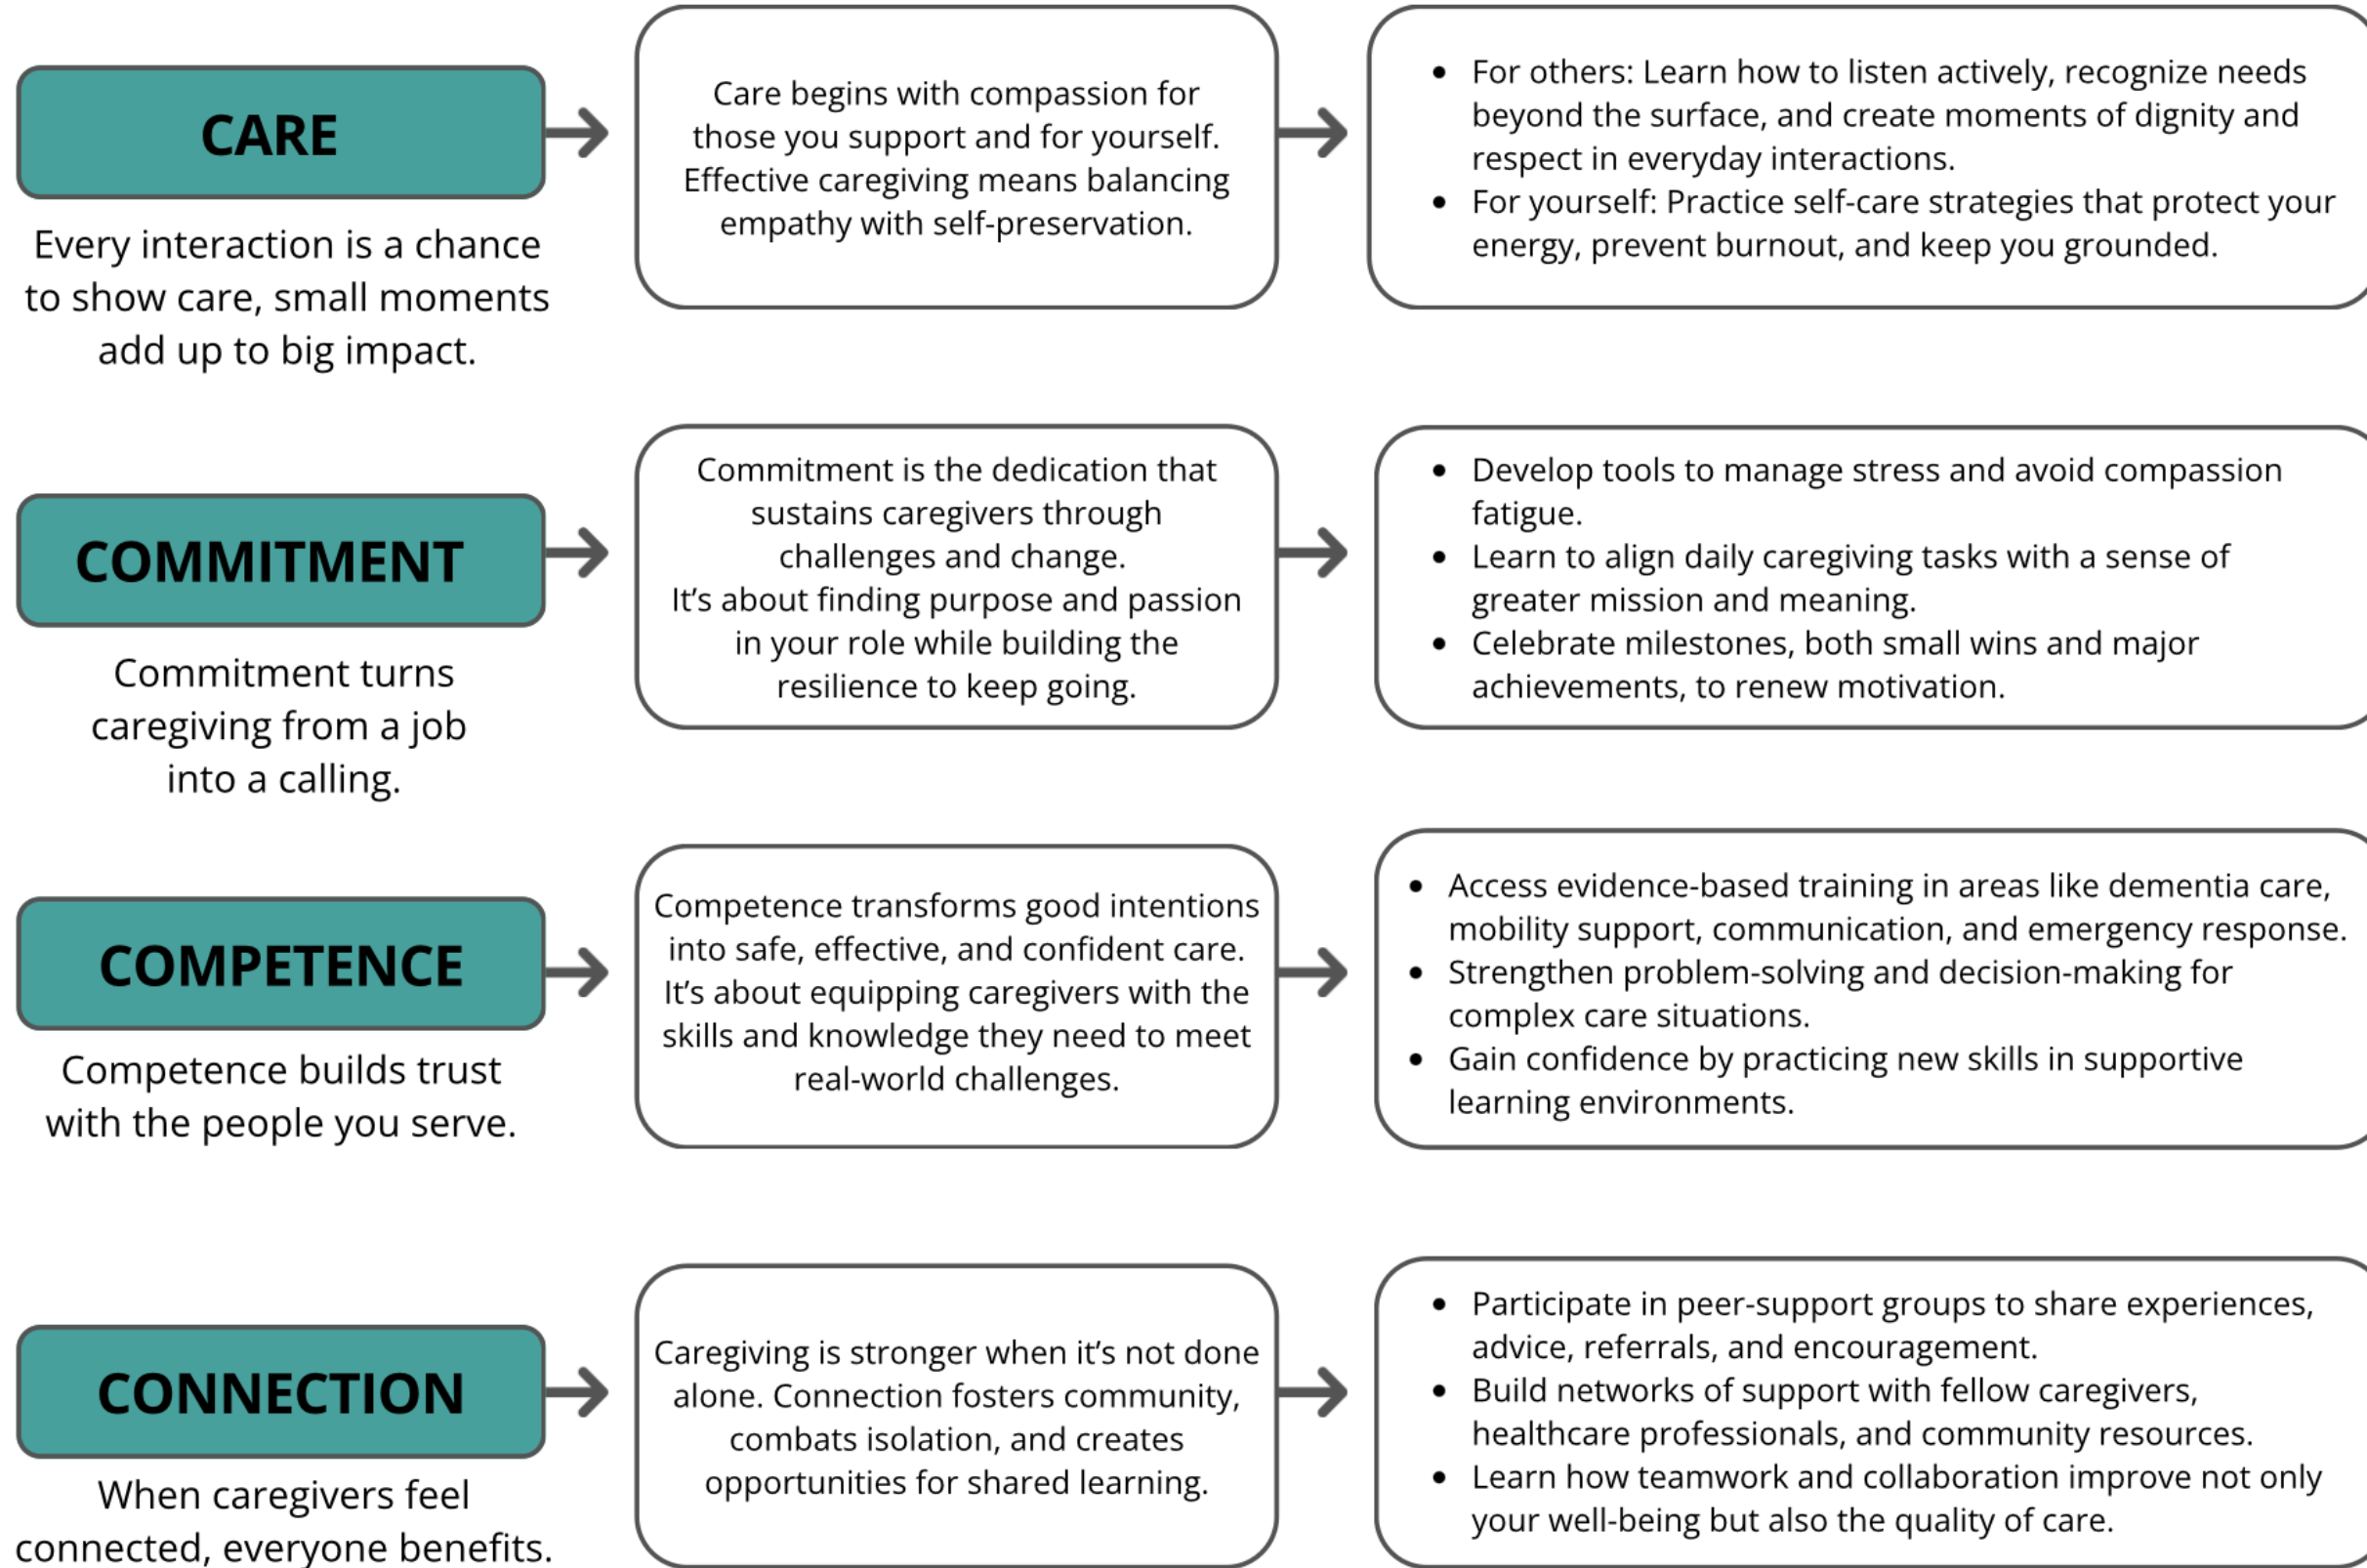 CARE
Every interaction is a chance
to show care, small moments
add up to big impact.
Care begins with compassion for
those you support and for yourself.
Effective caregiving means balancing
empathy with self-preservation.
• For others: Learn how to listen actively, recognize needs
beyond the surface, and create moments of dignity and
respect in everyday interactions.
• For yourself: Practice self-care strategies that protect your
energy, prevent burnout, and keep you grounded.
COMMITMENT
Commitment turns
caregiving from a job
into a calling.
Commitment is the dedication that
sustains caregivers through
challenges and change.
It’s about finding purpose and passion
in your role while building the
resilience to keep going.
• Develop tools to manage stress and avoid compassion
fatigue.
• Learn to align daily caregiving tasks with a sense of
greater mission and meaning.
• Celebrate milestones, both small wins and major
achievements, to renew motivation.
COMPETENCE
Competence builds trust
with the people you serve.
Competence transforms good intentions
into safe, effective, and confident care.
It’s about equipping caregivers with the
skills and knowledge they need to meet
real-world challenges.
• Access evidence-based training in areas like dementia care,
mobility support, communication, and emergency response.
• Strengthen problem-solving and decision-making for
complex care situations.
• Gain confidence by practicing new skills in supportive
learning environments.
CONNECTION
When caregivers feel
connected, everyone benefits.
Caregiving is stronger when it’s not done
alone. Connection fosters community,
combats isolation, and creates
opportunities for shared learning.
• Participate in peer-support groups to share experiences,
advice, referrals, and encouragement.
• Build networks of support with fellow caregivers,
healthcare professionals, and community resources.
• Learn how teamwork and collaboration improve not only
your well-being but also the quality of care.